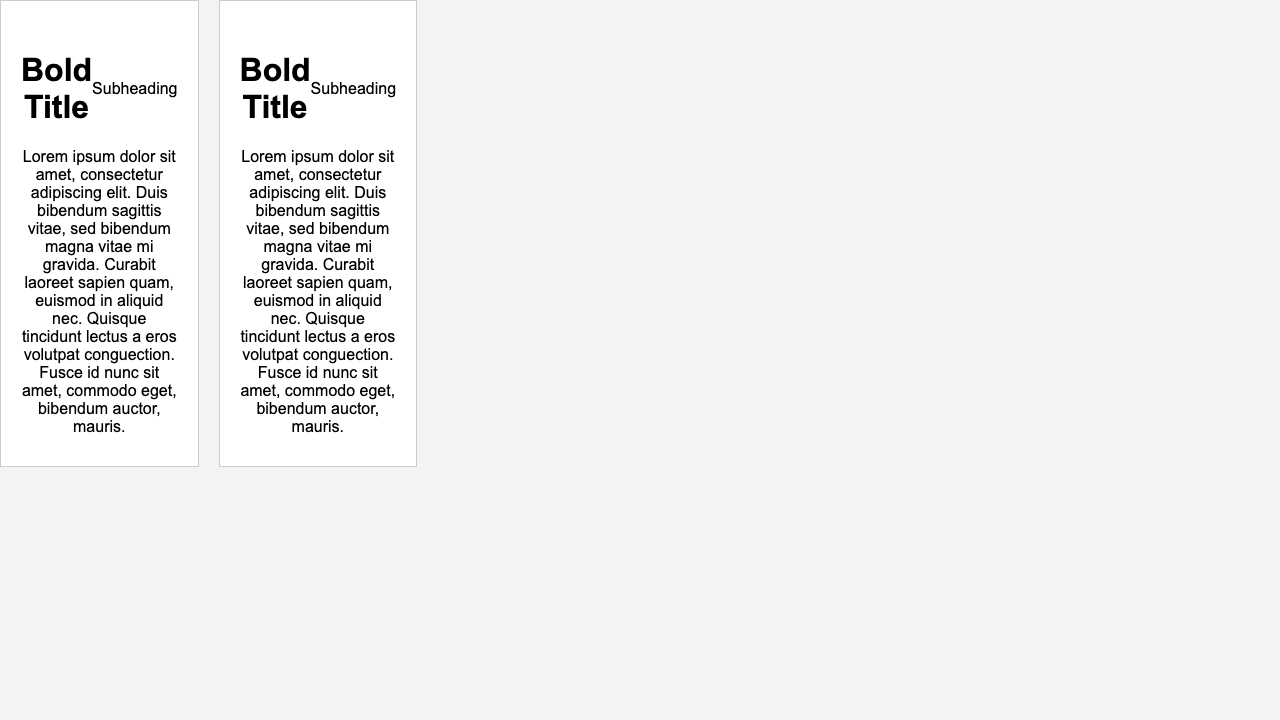 Bold
Title
Subheading
Lorem ipsum dolor sit
amet, consectetur
adipiscing elit. Duis
bibendum sagittis
vitae, sed bibendum
magna vitae mi
gravida. Curabit
laoreet sapien quam,
euismod in aliquid
nec. Quisque
tincidunt lectus a eros
volutpat conguection.
Fusce id nunc sit
amet, commodo eget,
bibendum auctor,
mauris.
Bold
Title
Subheading
Lorem ipsum dolor sit
amet, consectetur
adipiscing elit. Duis
bibendum sagittis
vitae, sed bibendum
magna vitae mi
gravida. Curabit
laoreet sapien quam,
euismod in aliquid
nec. Quisque
tincidunt lectus a eros
volutpat conguection.
Fusce id nunc sit
amet, commodo eget,
bibendum auctor,
mauris.